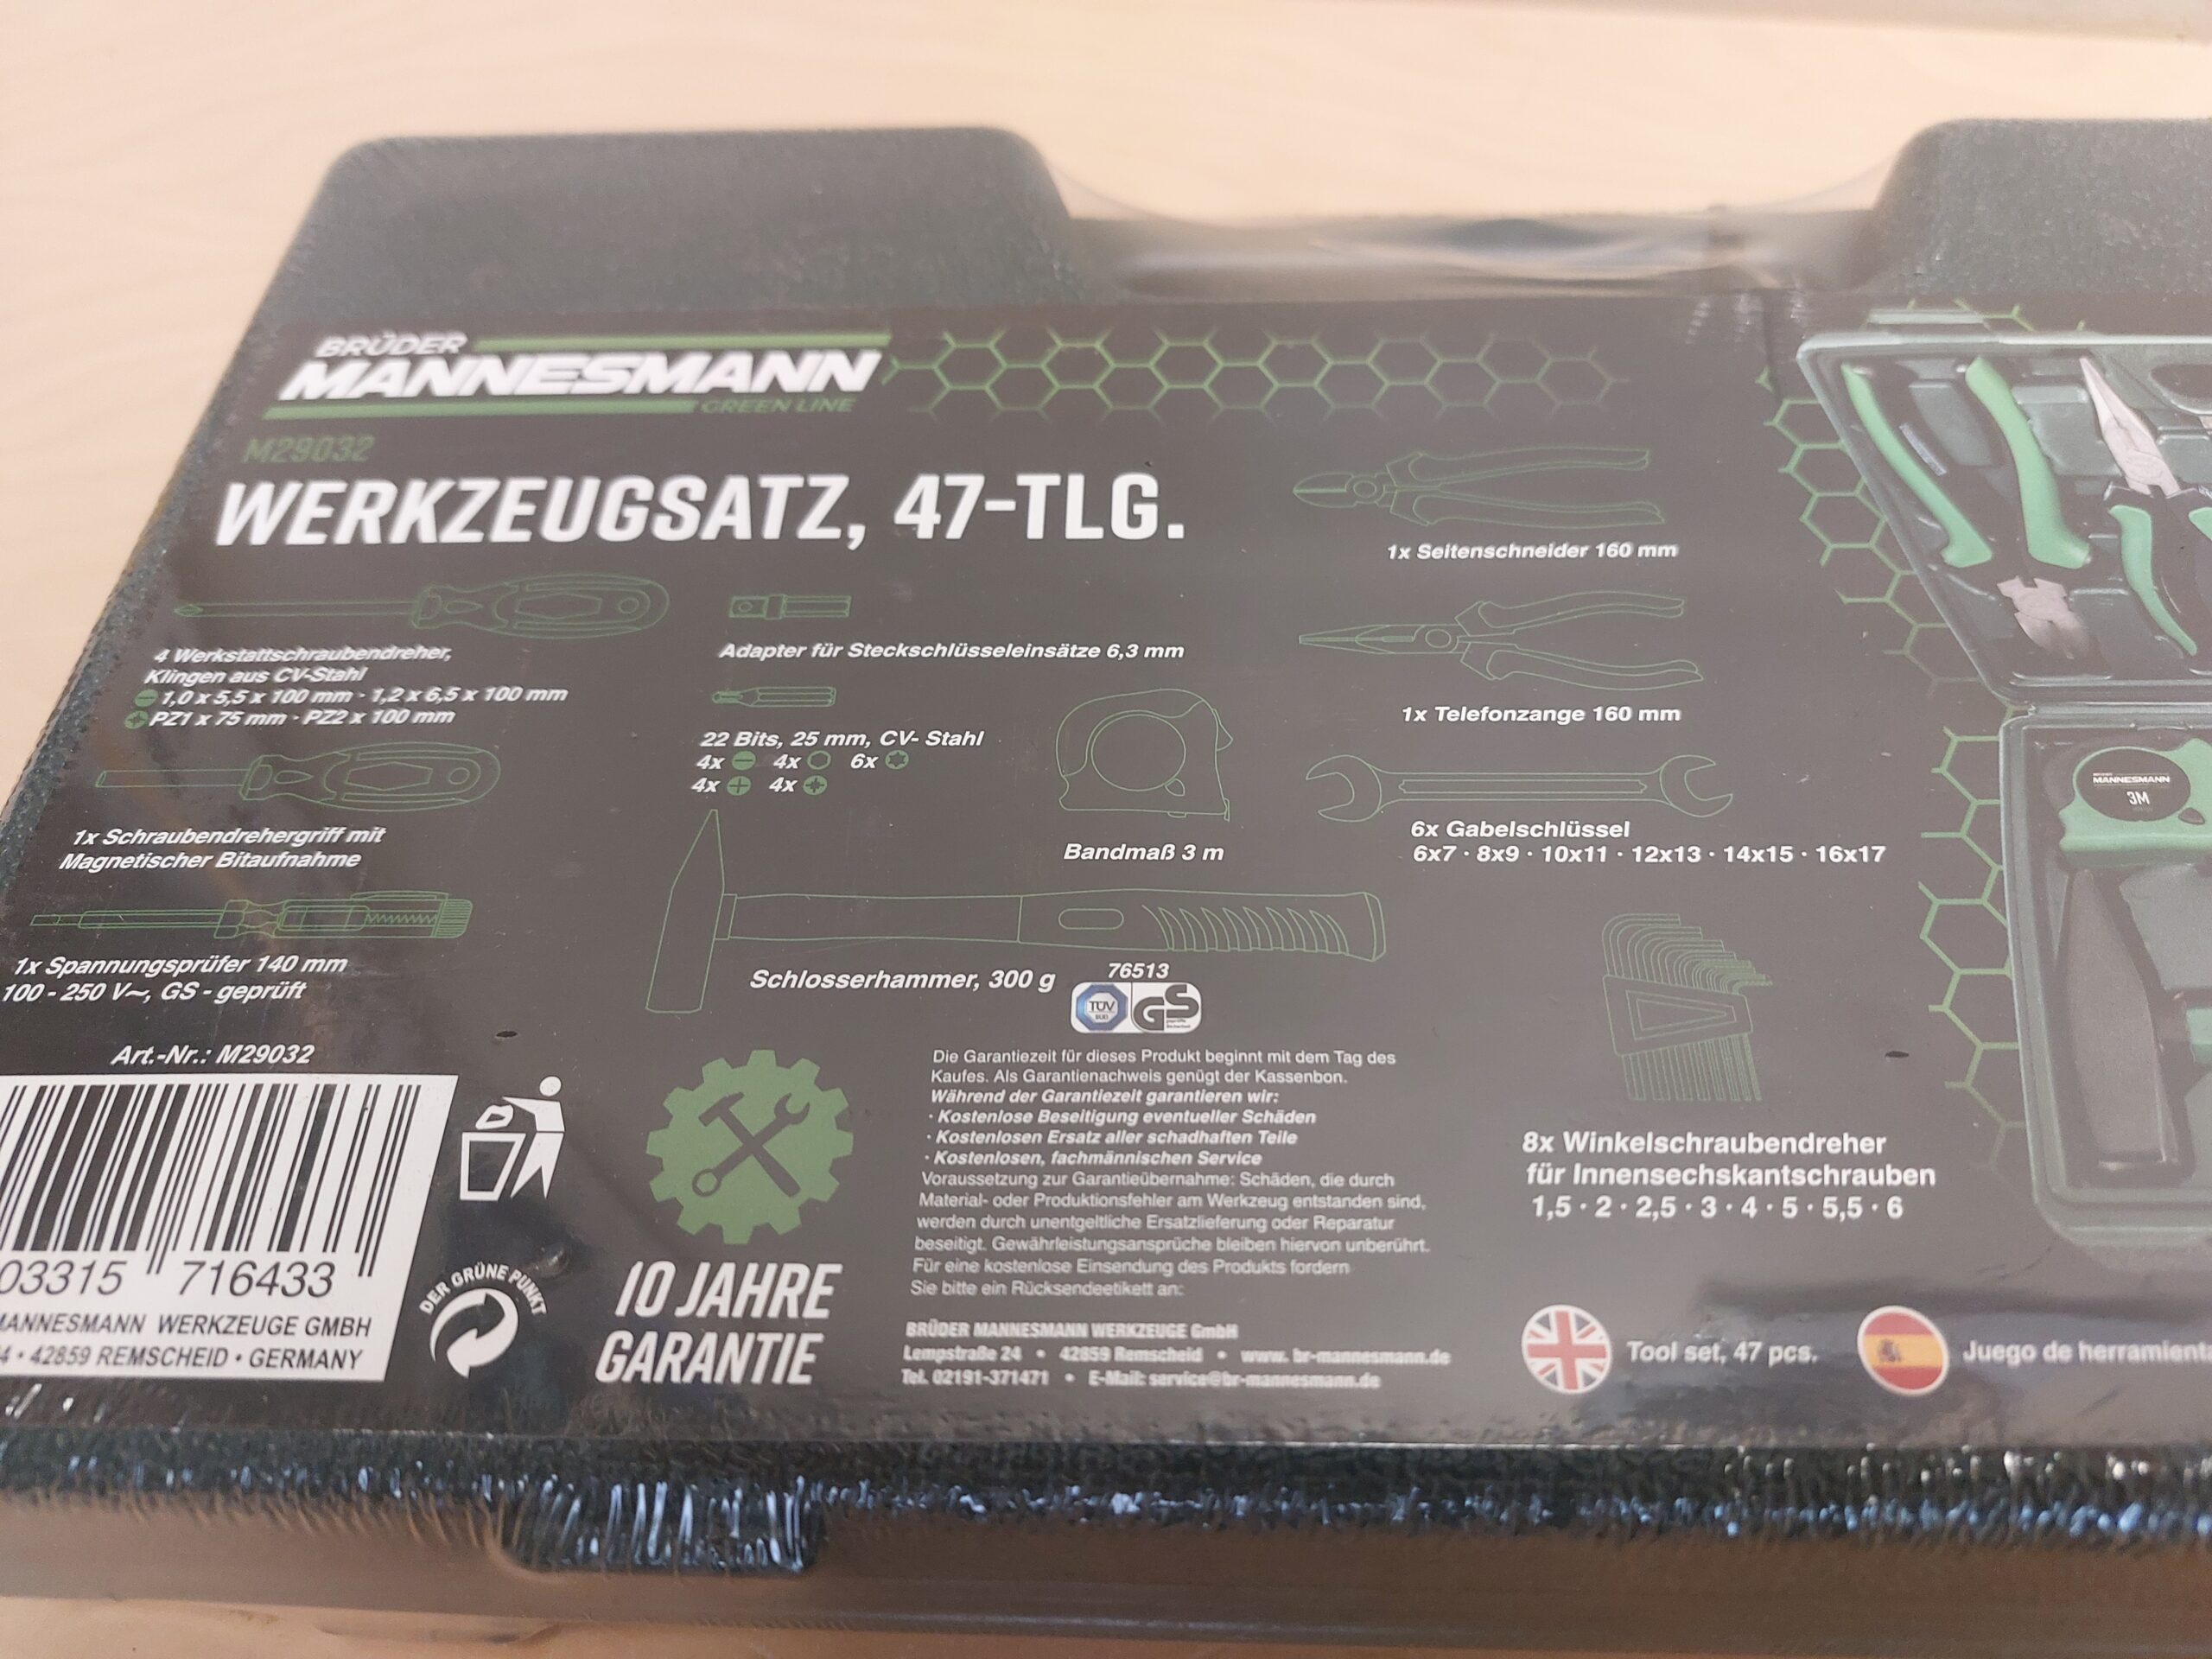 BRÜDER
MANNESMANN
GREEN LINE
M29032
WERKZEUGSATZ, 47-TLG.
4 Werkstattschraubendreher,
Klingen aus CV-Stahl
1,0 x 5,5 x 100 mm · 1,2 x 6,5 x 100 mm
PZ1 x 75 mm · PZ2 x 100 mm
1x Schraubendrehergriff mit
Magnetischer Bitaufnahme
1x Spannungsprüfer 140 mm
100 - 250 V~, GS - geprüft
Adapter für Steckschlüsseleinsätze 6,3 mm
22 Bits, 25 mm, CV- Stahl
4x 4x 6x
4x 4x
Bandmaß 3 m
Schlosserhammer, 300 g
76513
TÜV
SÜD
GS
1x Seitenschneider 160 mm
1x Telefonzange 160 mm
6x Gabelschlüssel
6x7 · 8x9 · 10x11 · 12x13 · 14x15 · 16x17
8x Winkelschraubendreher
für Innensechskantschrauben
1,5 · 2 · 2,5 · 3 · 4 · 5 · 5,5 · 6
MANNESMANN
3M
Art.-Nr.: M29032
03315 716433
MANNESMANN WERKZEUGE GMBH
4 • 42859 REMSCHEID • GERMANY
DER GRÜNE PUNKT
10 JAHRE
GARANTIE
Die Garantiezeit für dieses Produkt beginnt mit dem Tag des
Kaufes. Als Garantienachweis genügt der Kassenbon.
Während der Garantiezeit garantieren wir:
· Kostenlose Beseitigung eventueller Schäden
· Kostenlosen Ersatz aller schadhaften Teile
· Kostenlosen, fachmännischen Service
Voraussetzung zur Garantieübernahme: Schäden, die durch
Material- oder Produktionsfehler am Werkzeug entstanden sind,
werden durch unentgeltliche Ersatzlieferung oder Reparatur
beseitigt. Gewährleistungsansprüche bleiben hiervon unberührt.
Für eine kostenlose Einsendung des Produkts fordern
Sie bitte ein Rücksendeetikett an:
BRÜDER MANNESMANN WERKZEUGE GmbH
Lempstraße 24 • 42859 Remscheid • www. br-mannesmann.de
Tel. 02191-371471 • E-Mail: service@br-mannesmann.de
Tool set, 47 pcs.
Juego de herramienta